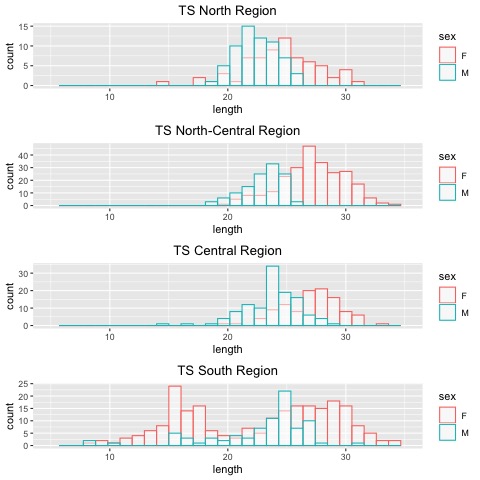 TS North Region
15
10
5
0
count
10 20 30
length
sex
F
M
TS North-Central Region
40
30
20
10
0
count
10 20 30
length
sex
F
M
TS Central Region
30
20
10
0
count
10 20 30
length
sex
F
M
TS South Region
25
20
15
10
5
0
count
10 20 30
length
sex
F
M